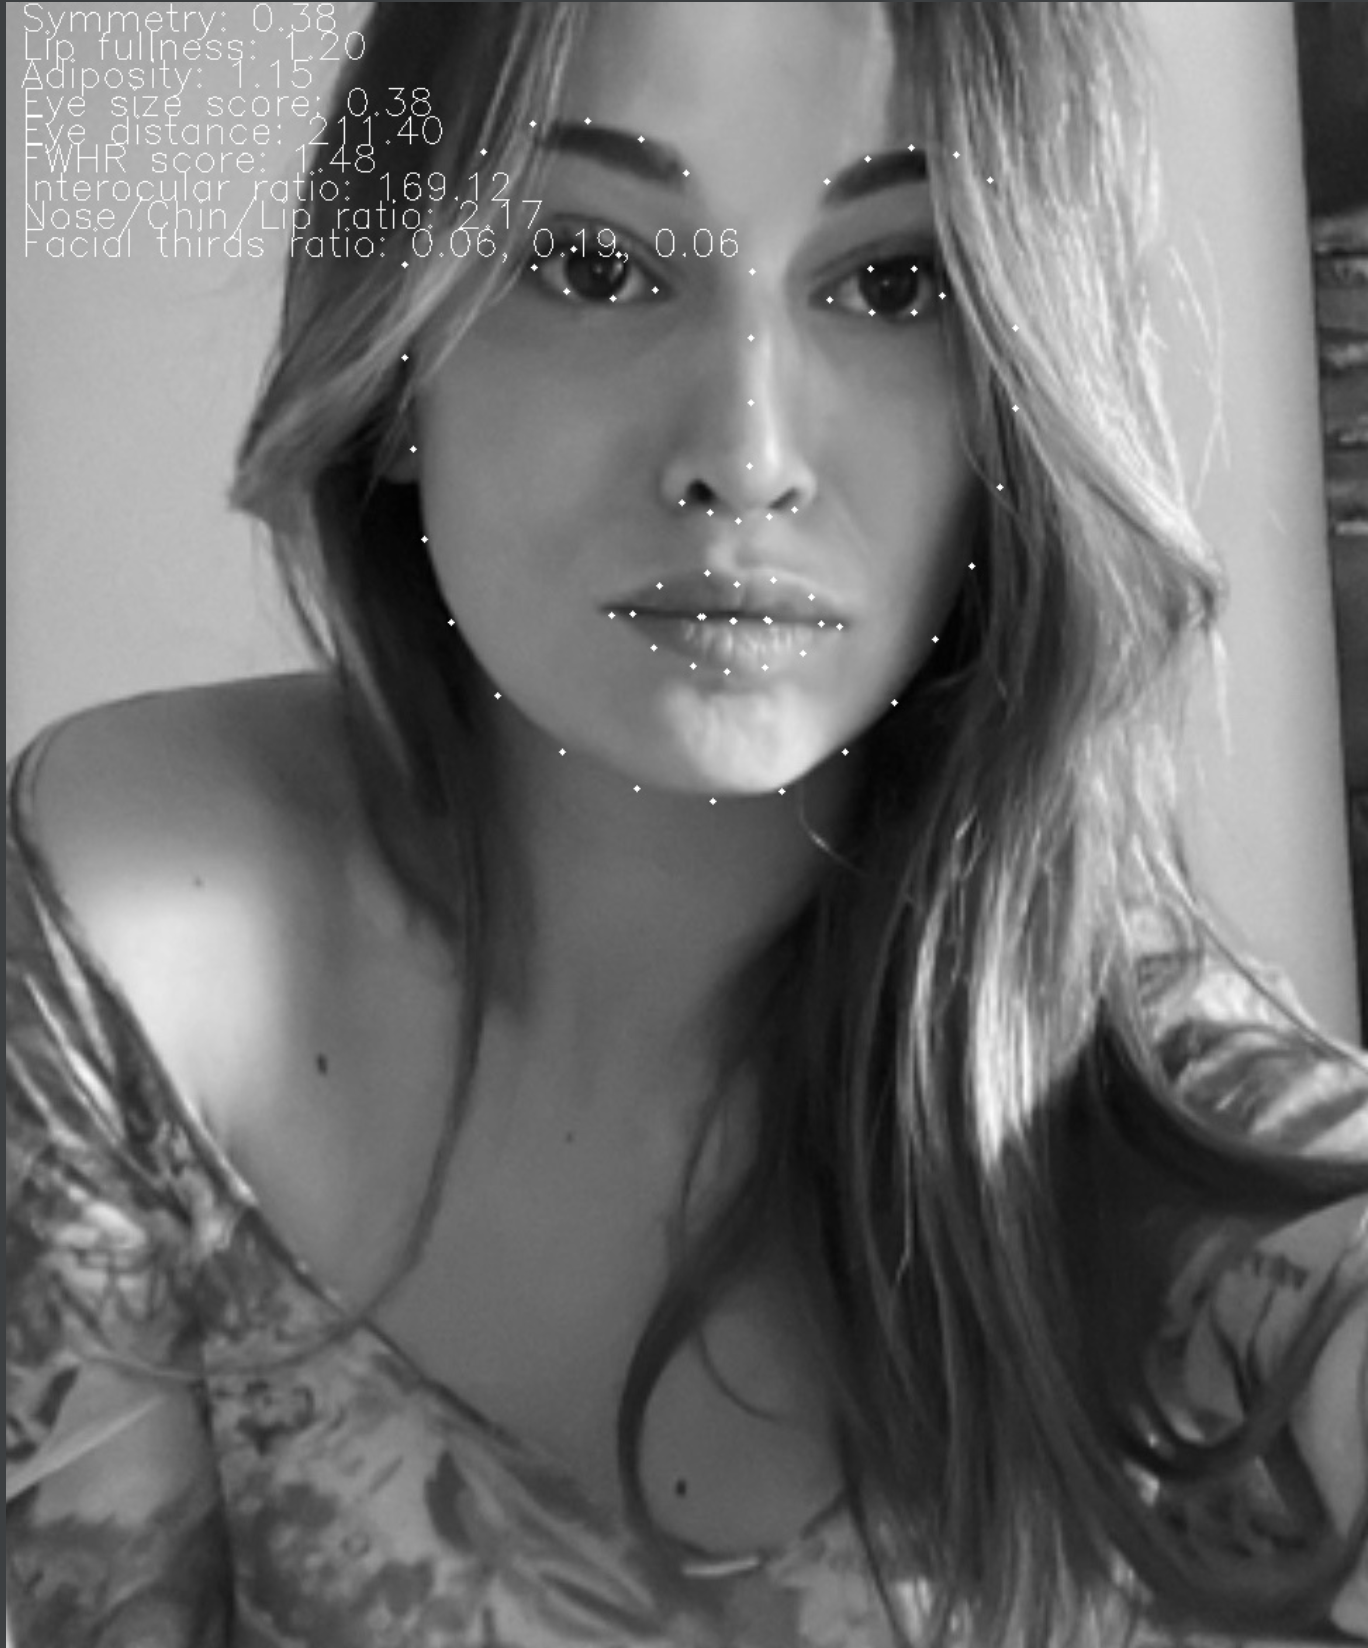 Symmetry: 0.38
Lip fullness: 1.20
Adiposity: 1.15
Eye size score: 0.38
Eye distance: 211.40
FWHR score: 1.48
Interocular ratio: 169.12
Nose/Chin/Lip ratio: 2.17
Facial thirds ratio: 0.06, 0.19, 0.06